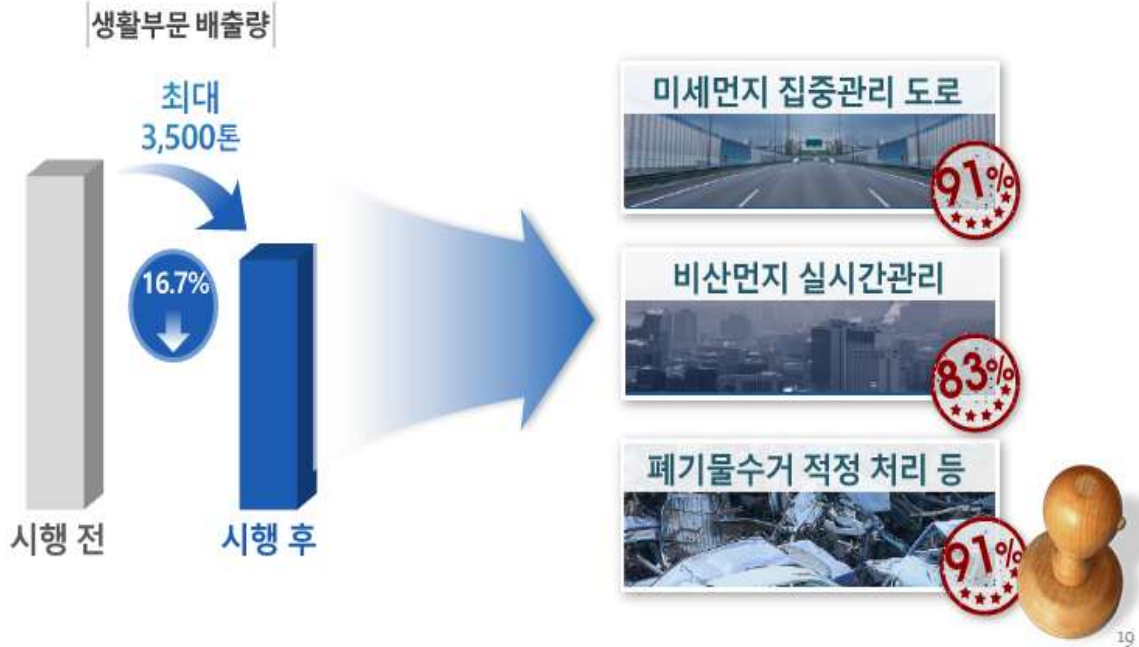 생활부문 배출량
최대
3,500톤
16.7%
시행 전
시행 후
미세먼지 집중관리 도로
91%
비산먼지 실시간관리
83%
폐기물수거 적정 처리 등
91%
19